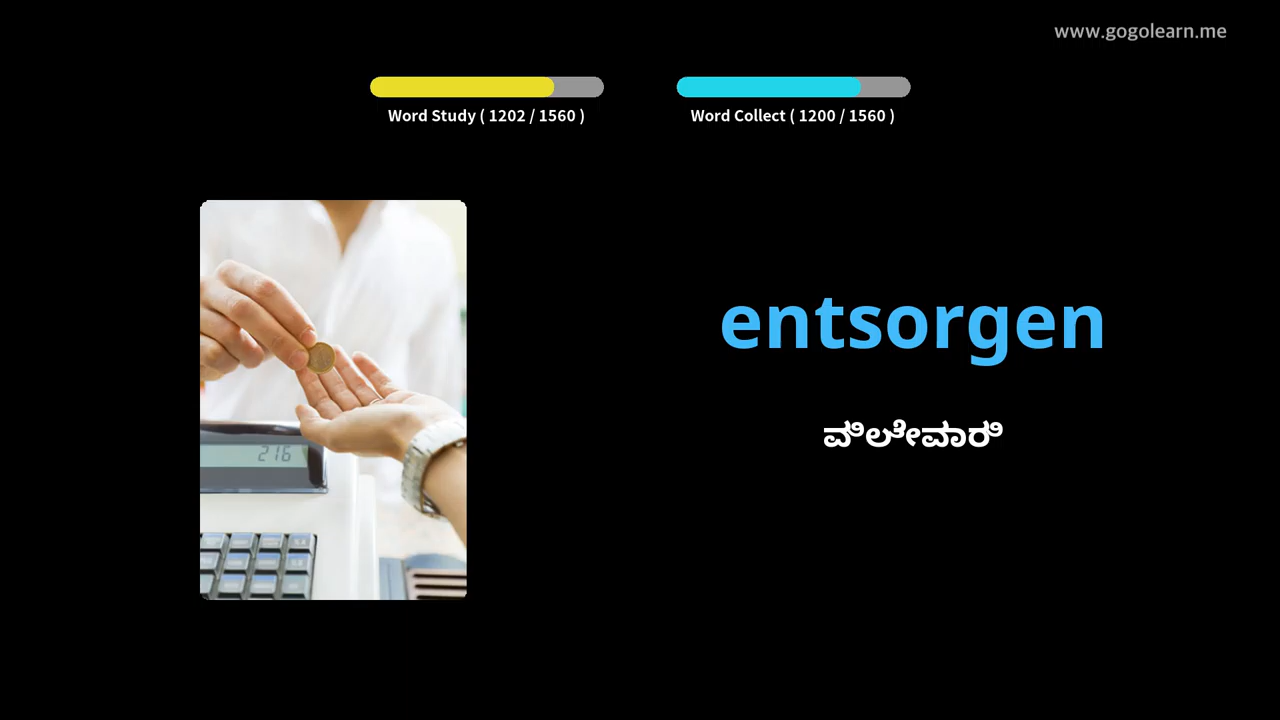 www.gogolearn.me
Word Study ( 1202 / 1560 )
Word Collect ( 1200 / 1560 )
216
entsorgen
ವಿಲೇವಾರಿ